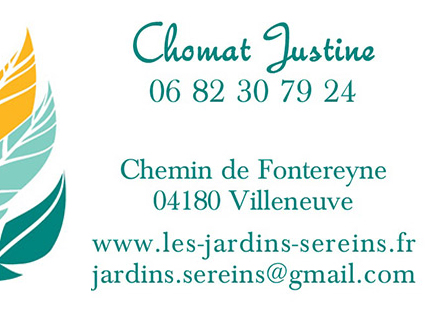 Chomat Justine
06 82 30 79 24
Chemin de Fontereyne
04180 Villeneuve
www.les-jardins-sereins.fr
jardins.sereins@gmail.com